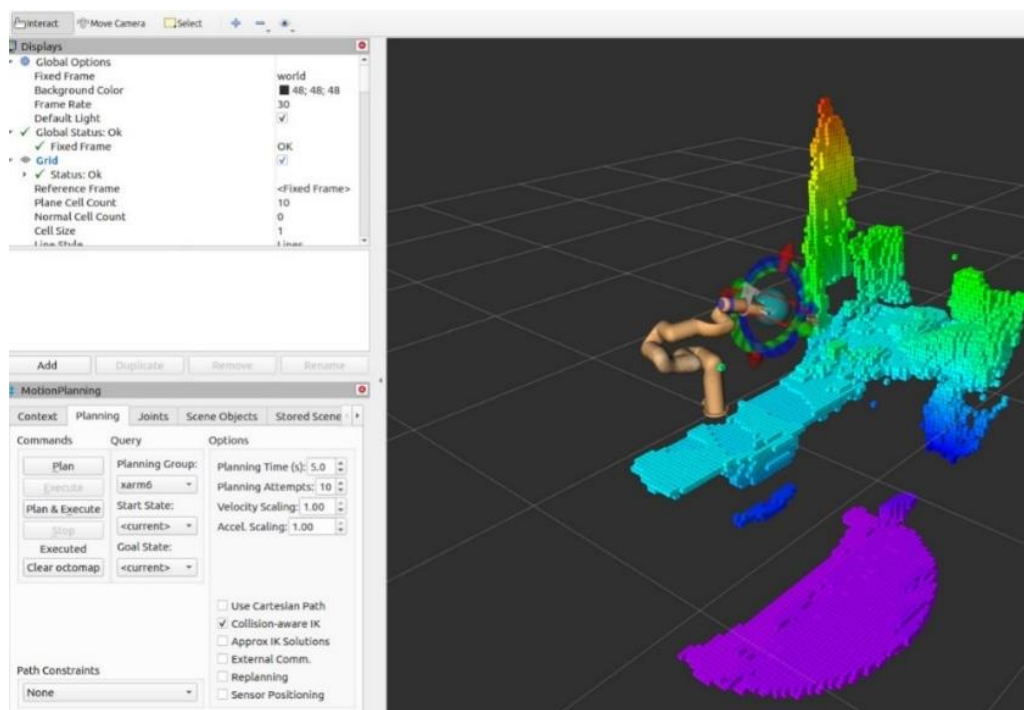 Interact Move Camera Select
Displays
Global Options
Fixed Frame world
Background Color 48; 48; 48
Frame Rate 30
Default Light
Global Status: Ok
Fixed Frame OK
Grid
Status: Ok
Reference Frame <Fixed Frame>
Plane Cell Count 10
Normal Cell Count 0
Cell Size 1
Line Style Lines
Add Duplicate Remove Rename
MotionPlanning
Context Planning Joints Scene Objects Stored Scene
Commands Query Options
Plan Planning Group: Planning Time (s): 5.0
Execute xarm6 Planning Attempts: 10
Plan & Execute Start State: Velocity Scaling: 1.00
Stop <current> Accel. Scaling: 1.00
Executed Goal State:
Clear octomap <current>
Use Cartesian Path
Collision-aware IK
Approx IK Solutions
External Comm.
Path Constraints Replanning
None Sensor Positioning